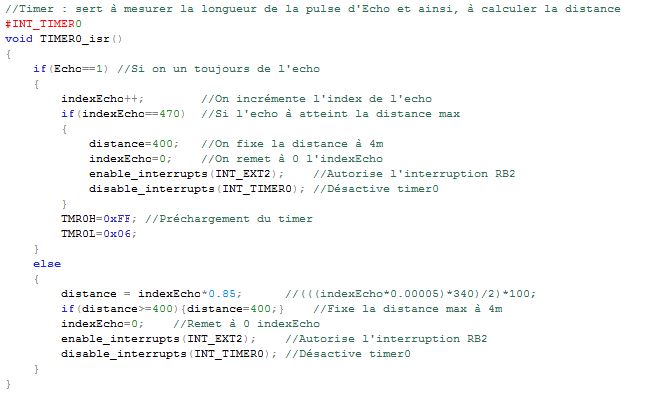 //Timer : sert à mesurer la longueur de la pulse d'Echo et ainsi, à calculer la distance
#INT_TIMER0
void TIMER0_isr()
{
if(Echo==1) //Si on un toujours de l'echo
{
indexEcho++; //On incrémente l'index de l'echo
if(indexEcho==470) //Si l'echo à atteint la distance max
{
distance=400; //On fixe la distance à 4m
indexEcho=0; //On remet à 0 l'indexEcho
enable_interrupts(INT_EXT2); //Autorise l'interruption RB2
disable_interrupts(INT_TIMER0); //Désactive timer0
}
TMR0H=0xFF; //Préchargement du timer
TMR0L=0x06;
}
else
{
distance = indexEcho*0.85; //(((indexEcho*0.00005)*340)/2)*100;
if(distance>=400){distance=400;} //Fixe la distance max à 4m
indexEcho=0; //Remet à 0 indexEcho
enable_interrupts(INT_EXT2); //Autorise l'interruption RB2
disable_interrupts(INT_TIMER0); //Désactive timer0
}
}